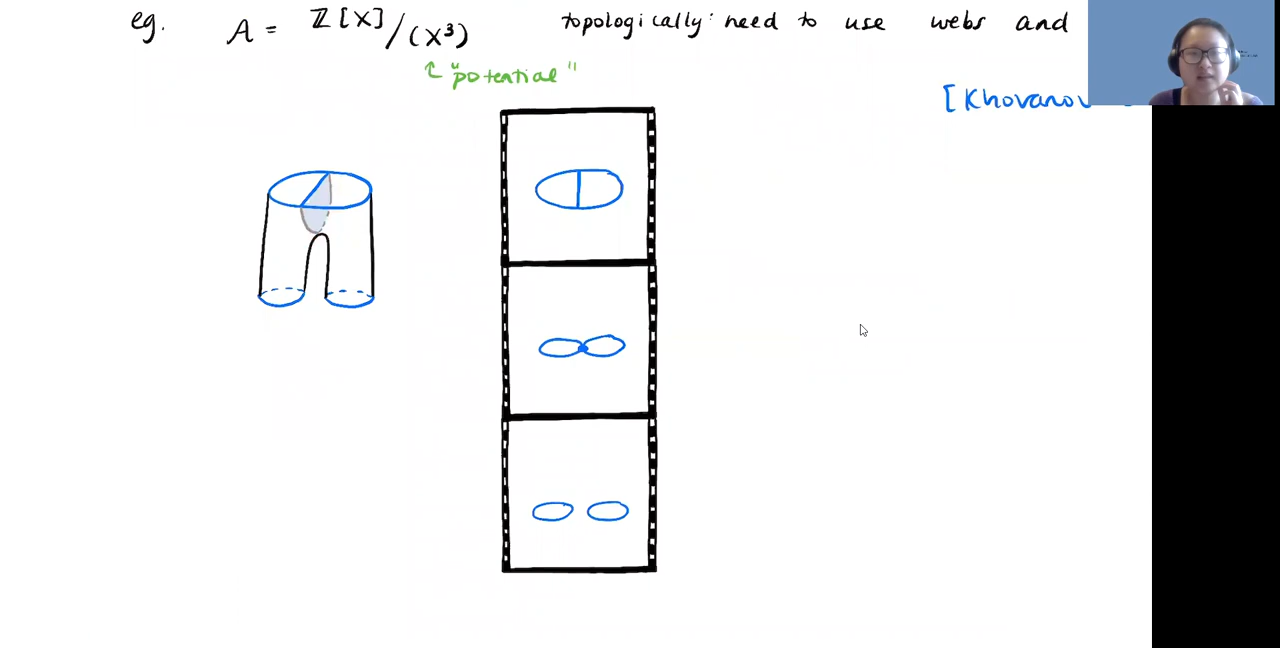 eg. A = Z[X]/(X³) topologically: need to use webs and
↑ "potential"
[Khovanov